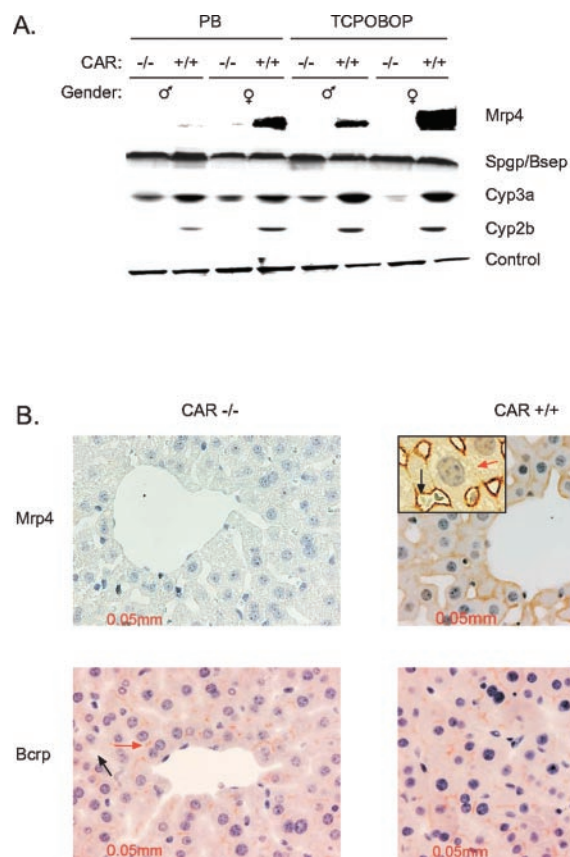 A.
PB TCPOBOP
CAR: -/- +/+ -/- +/+ -/- +/+ -/- +/+
Gender: ♂ ♀ ♂ ♀
Mrp4
Spgp/Bsep
Cyp3a
Cyp2b
Control
B.
CAR -/- CAR +/+
Mrp4
0.05mm 0.05mm
Bcrp
0.05mm 0.05mm